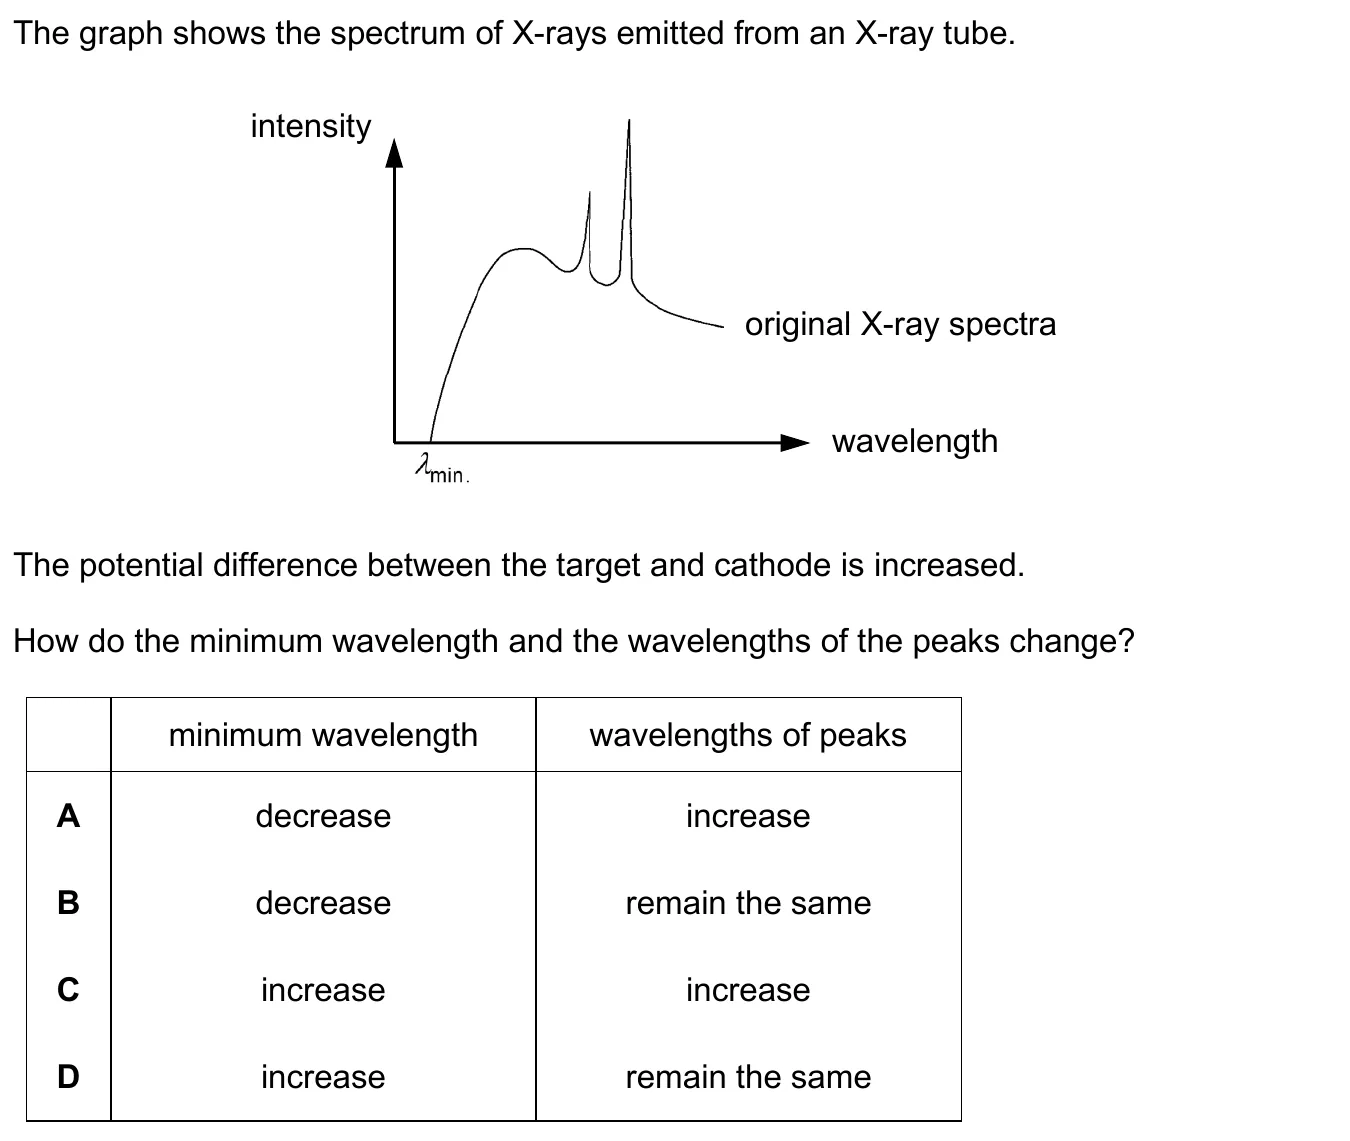 The graph shows the spectrum of X-rays emitted from an X-ray tube.
intensity
original X-ray spectra
wavelength
λmin.
The potential difference between the target and cathode is increased.
How do the minimum wavelength and the wavelengths of the peaks change?
minimum wavelength wavelengths of peaks
A decrease increase
B decrease remain the same
C increase increase
D increase remain the same